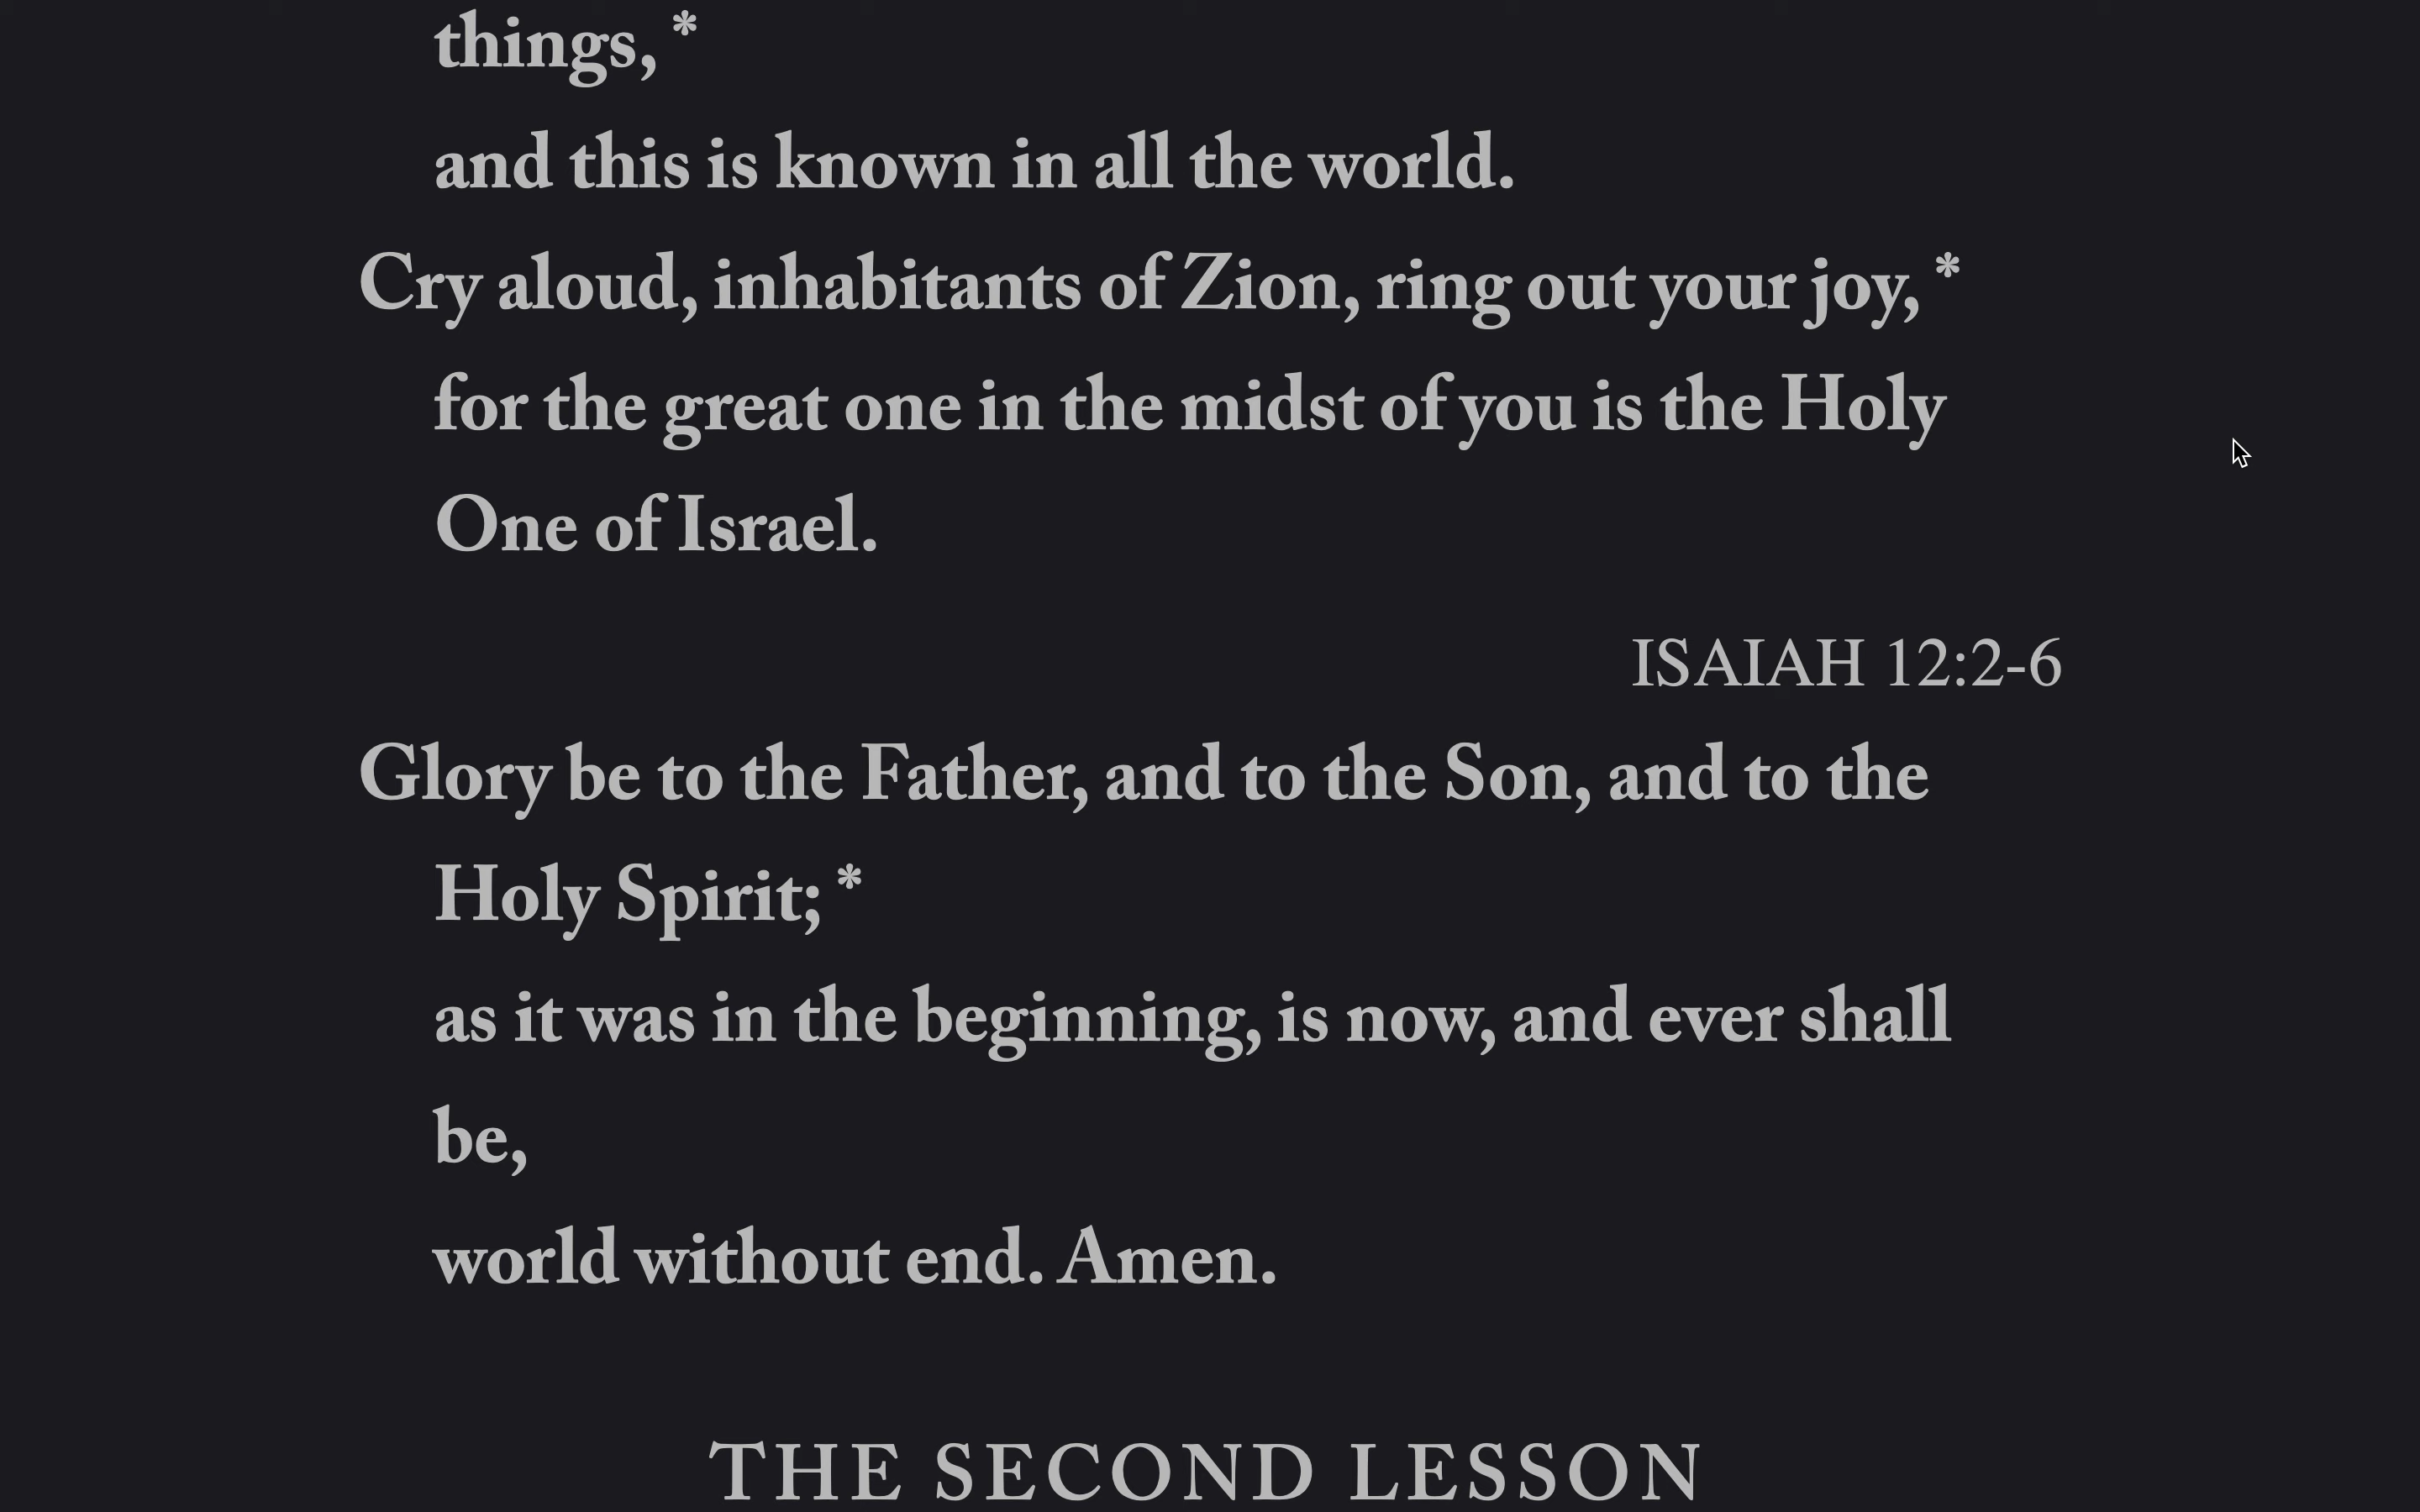 things, *
and this is known in all the world.
Cry aloud, inhabitants of Zion, ring out your joy, *
for the great one in the midst of you is the Holy
One of Israel.
ISAIAH 12:2-6
Glory be to the Father, and to the Son, and to the
Holy Spirit; *
as it was in the beginning, is now, and ever shall
be,
world without end. Amen.
THE SECOND LESSON